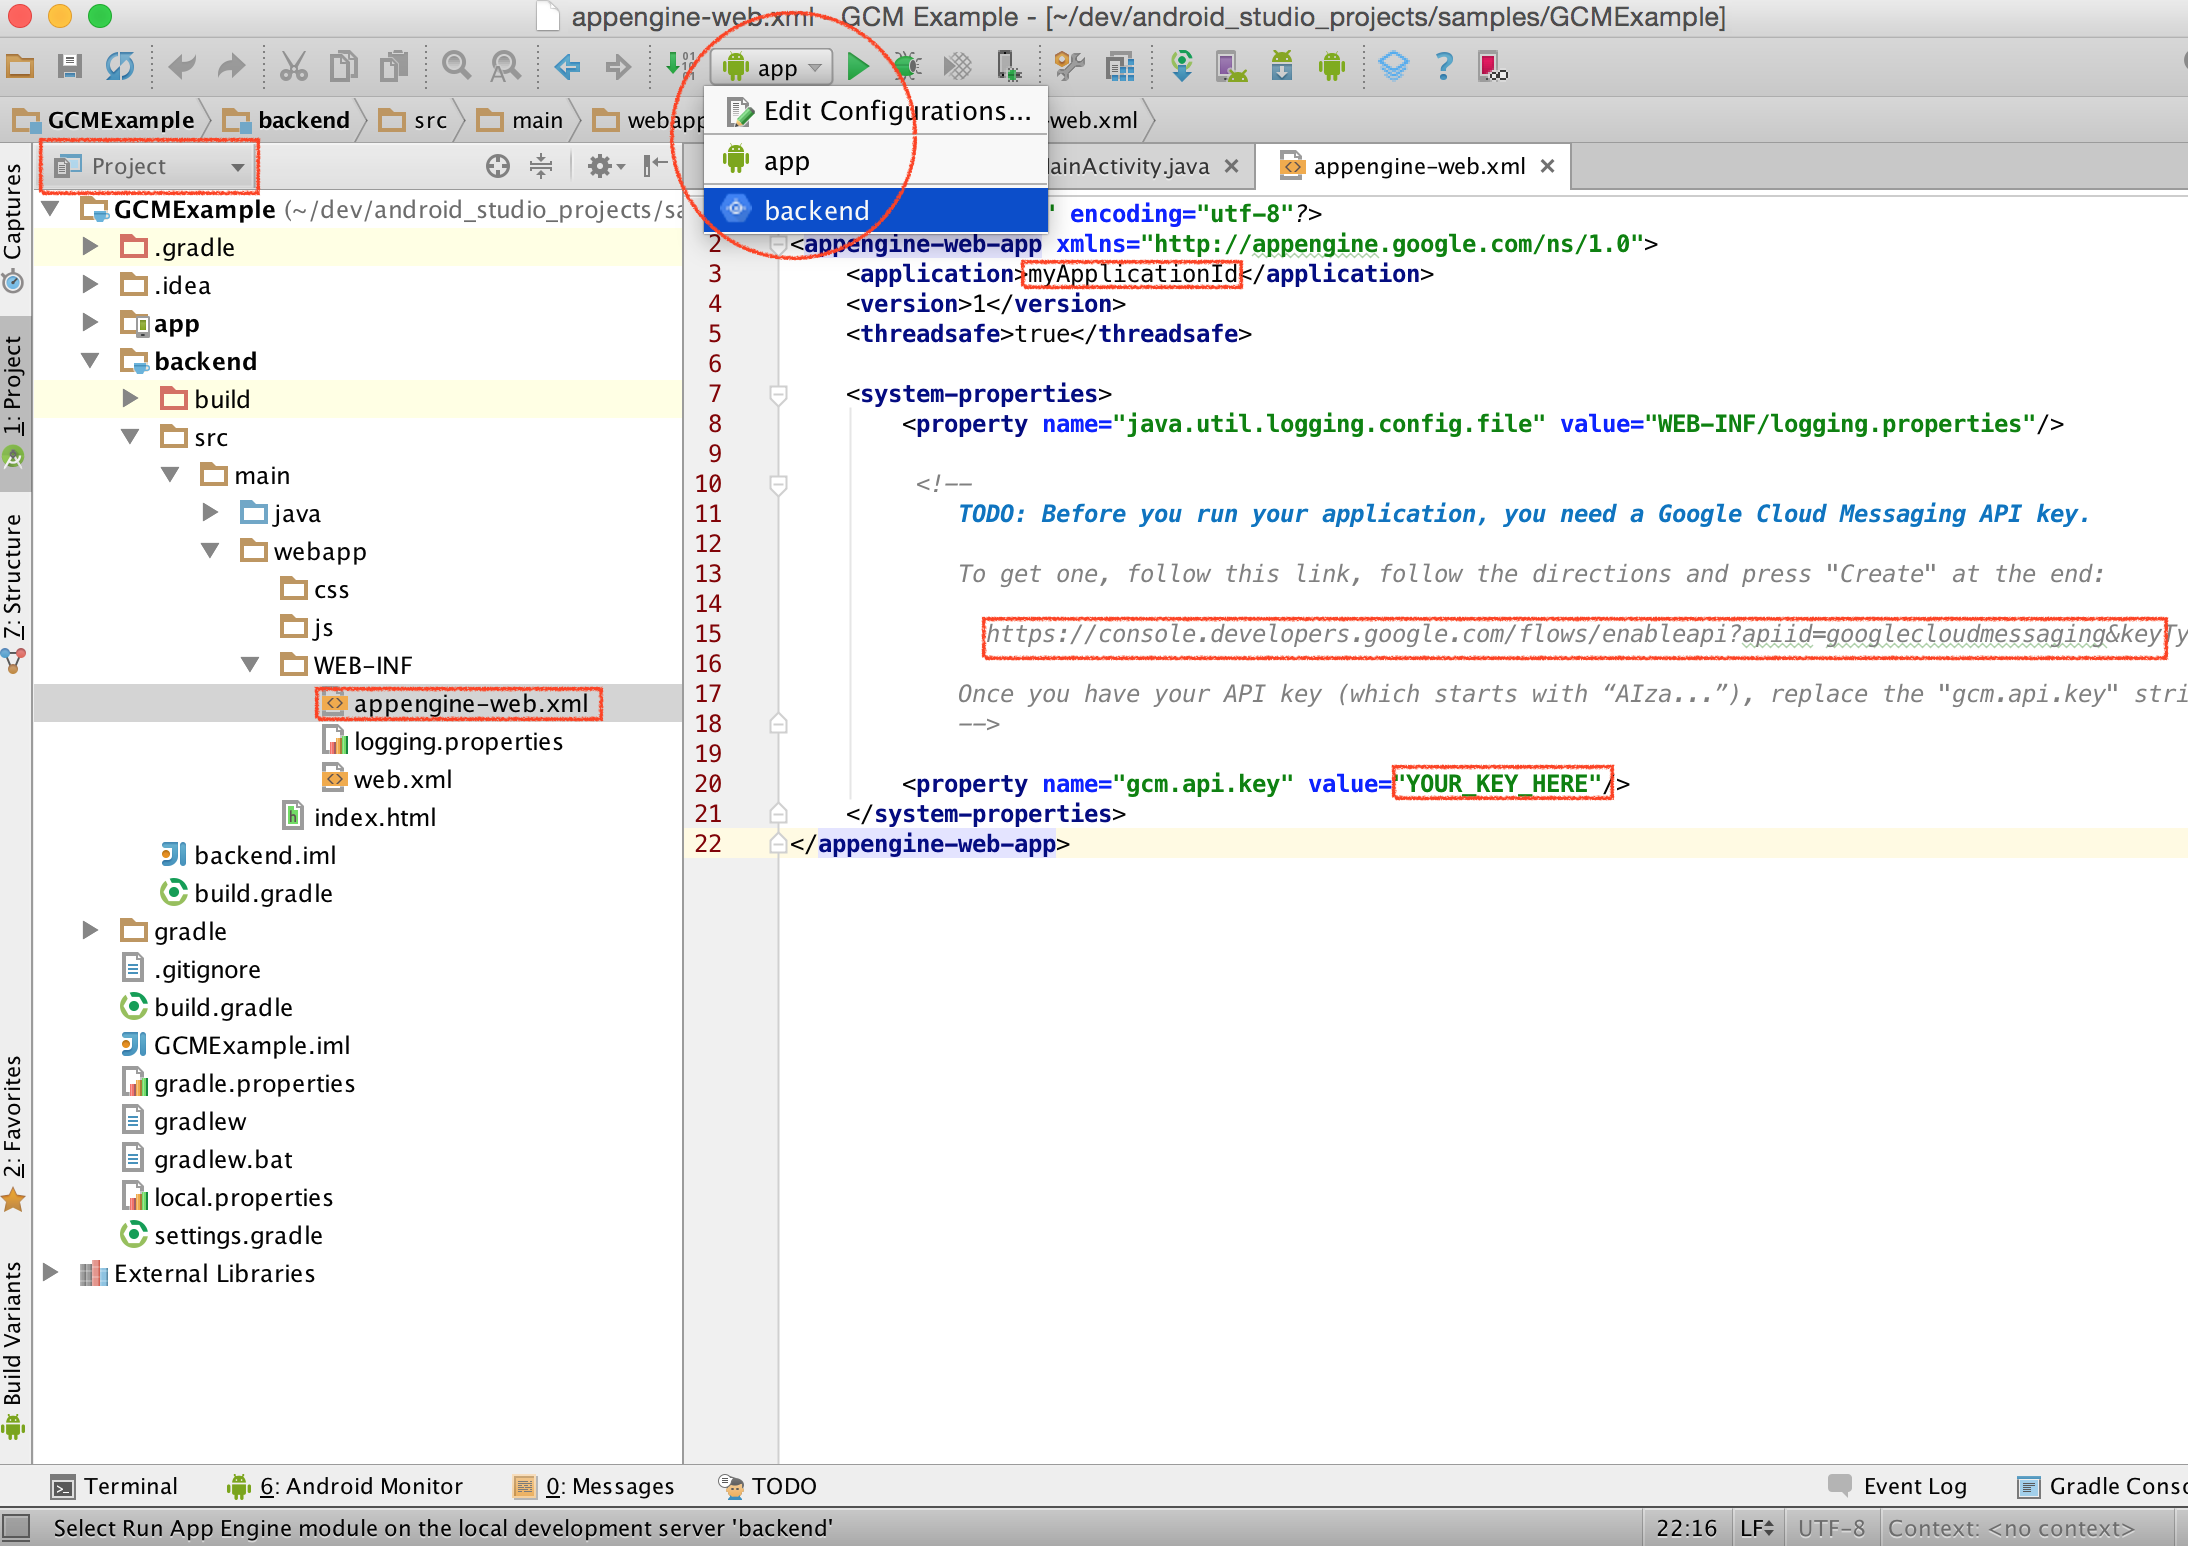 appengine-web.xml - GCM Example - [~/dev/android_studio_projects/samples/GCMExample]
app
Edit Configurations...
app
backend
GCMExample
backend
src
main
webapp
web.xml
Project
MainActivity.java
appengine-web.xml
Captures
1: Project
7: Structure
2: Favorites
Build Variants
GCMExample (~/dev/android_studio_projects/sa
.gradle
.idea
app
backend
build
src
main
java
webapp
css
js
WEB-INF
appengine-web.xml
logging.properties
web.xml
index.html
backend.iml
build.gradle
gradle
.gitignore
build.gradle
GCMExample.iml
gradle.properties
gradlew
gradlew.bat
local.properties
settings.gradle
External Libraries
" encoding="utf-8"?>
2 <appengine-web-app xmlns="http://appengine.google.com/ns/1.0">
3 <application>myApplicationId</application>
4 <version>1</version>
5 <threadsafe>true</threadsafe>
6
7 <system-properties>
8 <property name="java.util.logging.config.file" value="WEB-INF/logging.properties"/>
9
10 <!--
11 TODO: Before you run your application, you need a Google Cloud Messaging API key.
12
13 To get one, follow this link, follow the directions and press "Create" at the end:
14
15 https://console.developers.google.com/flows/enableapi?apiid=googlecloudmessaging&keyTy
16
17 Once you have your API key (which starts with “AIza...”), replace the "gcm.api.key" stri
18 -->
19
20 <property name="gcm.api.key" value="YOUR_KEY_HERE"/>
21 </system-properties>
22 </appengine-web-app>
Terminal
6: Android Monitor
0: Messages
TODO
Event Log
Gradle Conso
Select Run App Engine module on the local development server 'backend'
22:16
LF
UTF-8
Context: <no context>